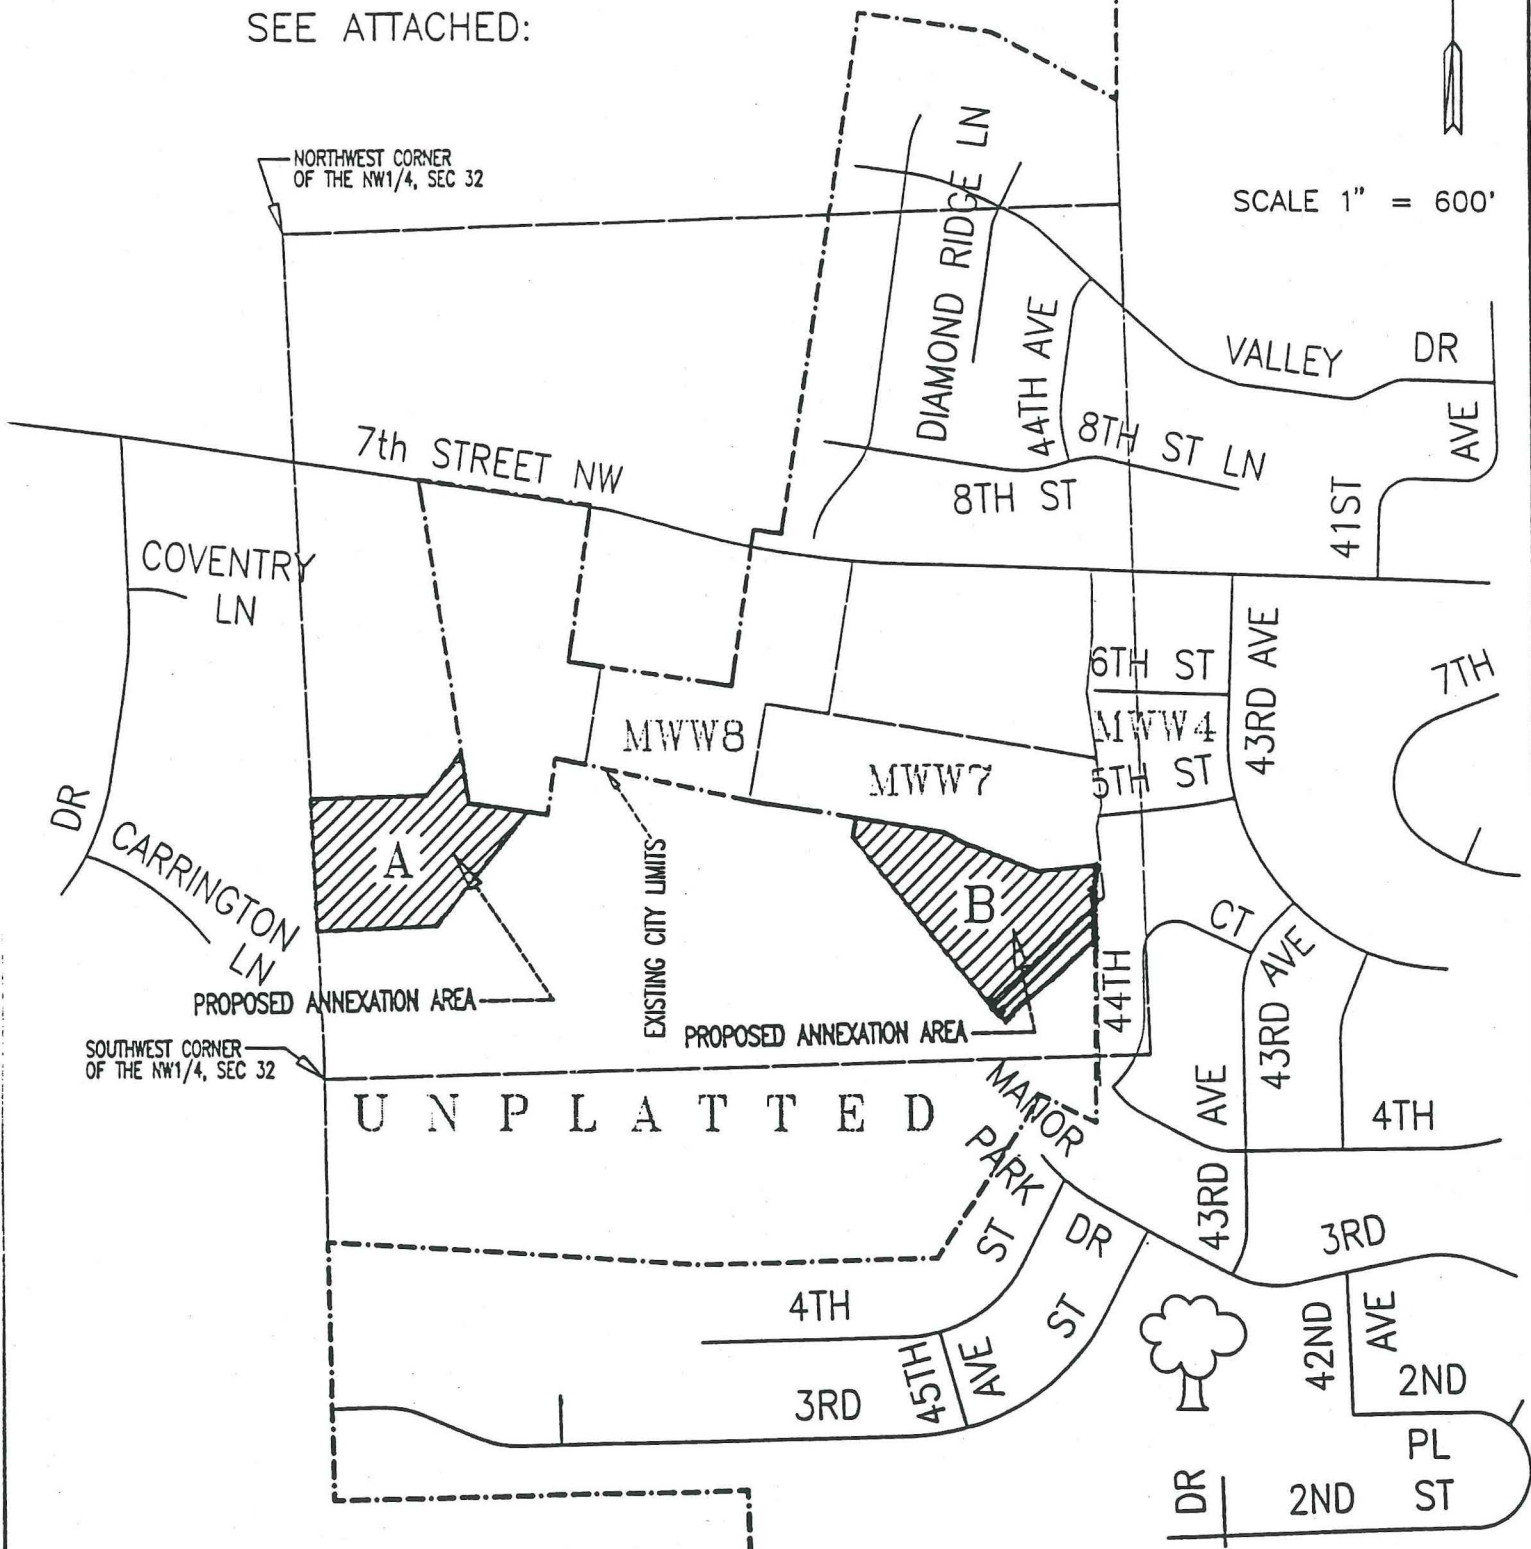 SEE ATTACHED:
NORTHWEST CORNER
OF THE NW1/4, SEC 32
SCALE 1" = 600'
DIAMOND RIDGE LN
44TH AVE
VALLEY DR
8TH ST LN
8TH ST
41ST AVE
7th STREET NW
COVENTRY
LN
6TH ST
43RD AVE
7TH
MWW8
MWW4
MWW7
5TH ST
DR
CARRINGTON
LN
A
B
EXISTING CITY LIMITS
CT
43RD AVE
44TH
PROPOSED ANNEXATION AREA
PROPOSED ANNEXATION AREA
SOUTHWEST CORNER
OF THE NW1/4, SEC 32
UNPLATTED
MANOR
PARK
DR
43RD AVE
4TH
3RD
4TH
ST
3RD
ST
45TH
AVE
42ND
AVE
2ND
PL
DR
2ND ST